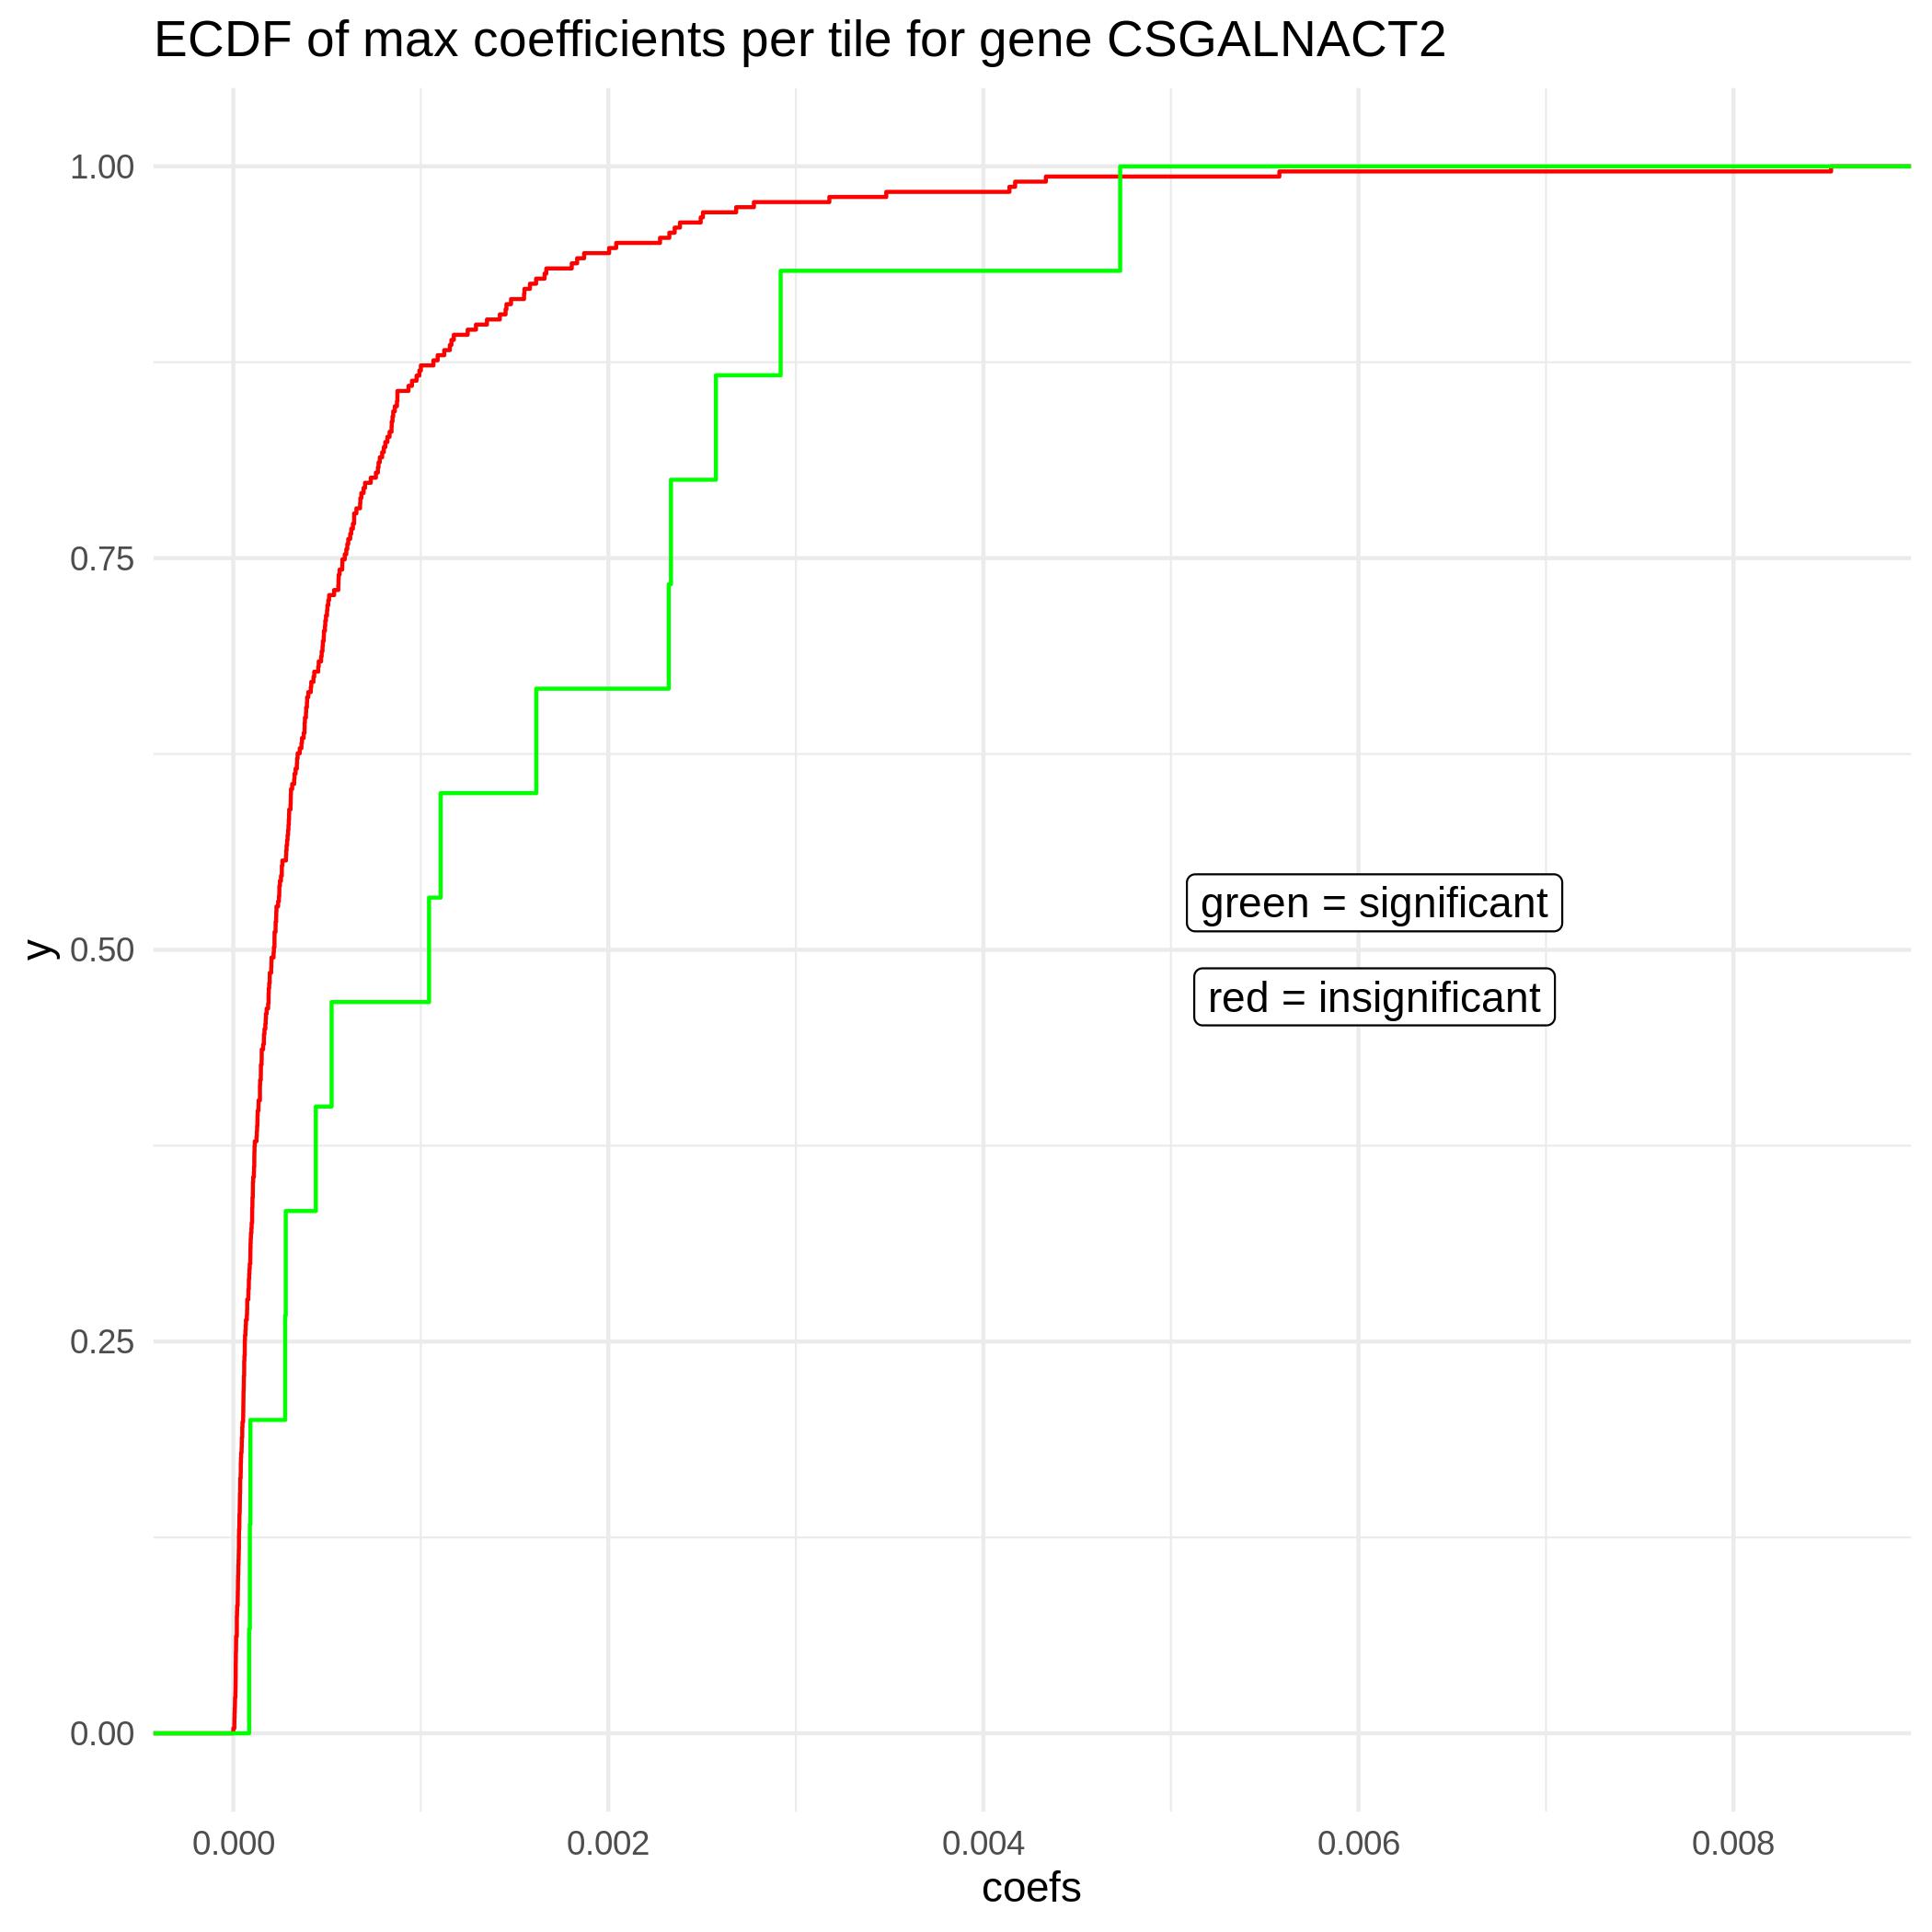 ECDF of max coefficients per tile for gene CSGALNACT2
1.00
0.75
0.50
0.25
0.00
y
green = significant
red = insignificant
0.000
0.002
0.004
0.006
0.008
coefs